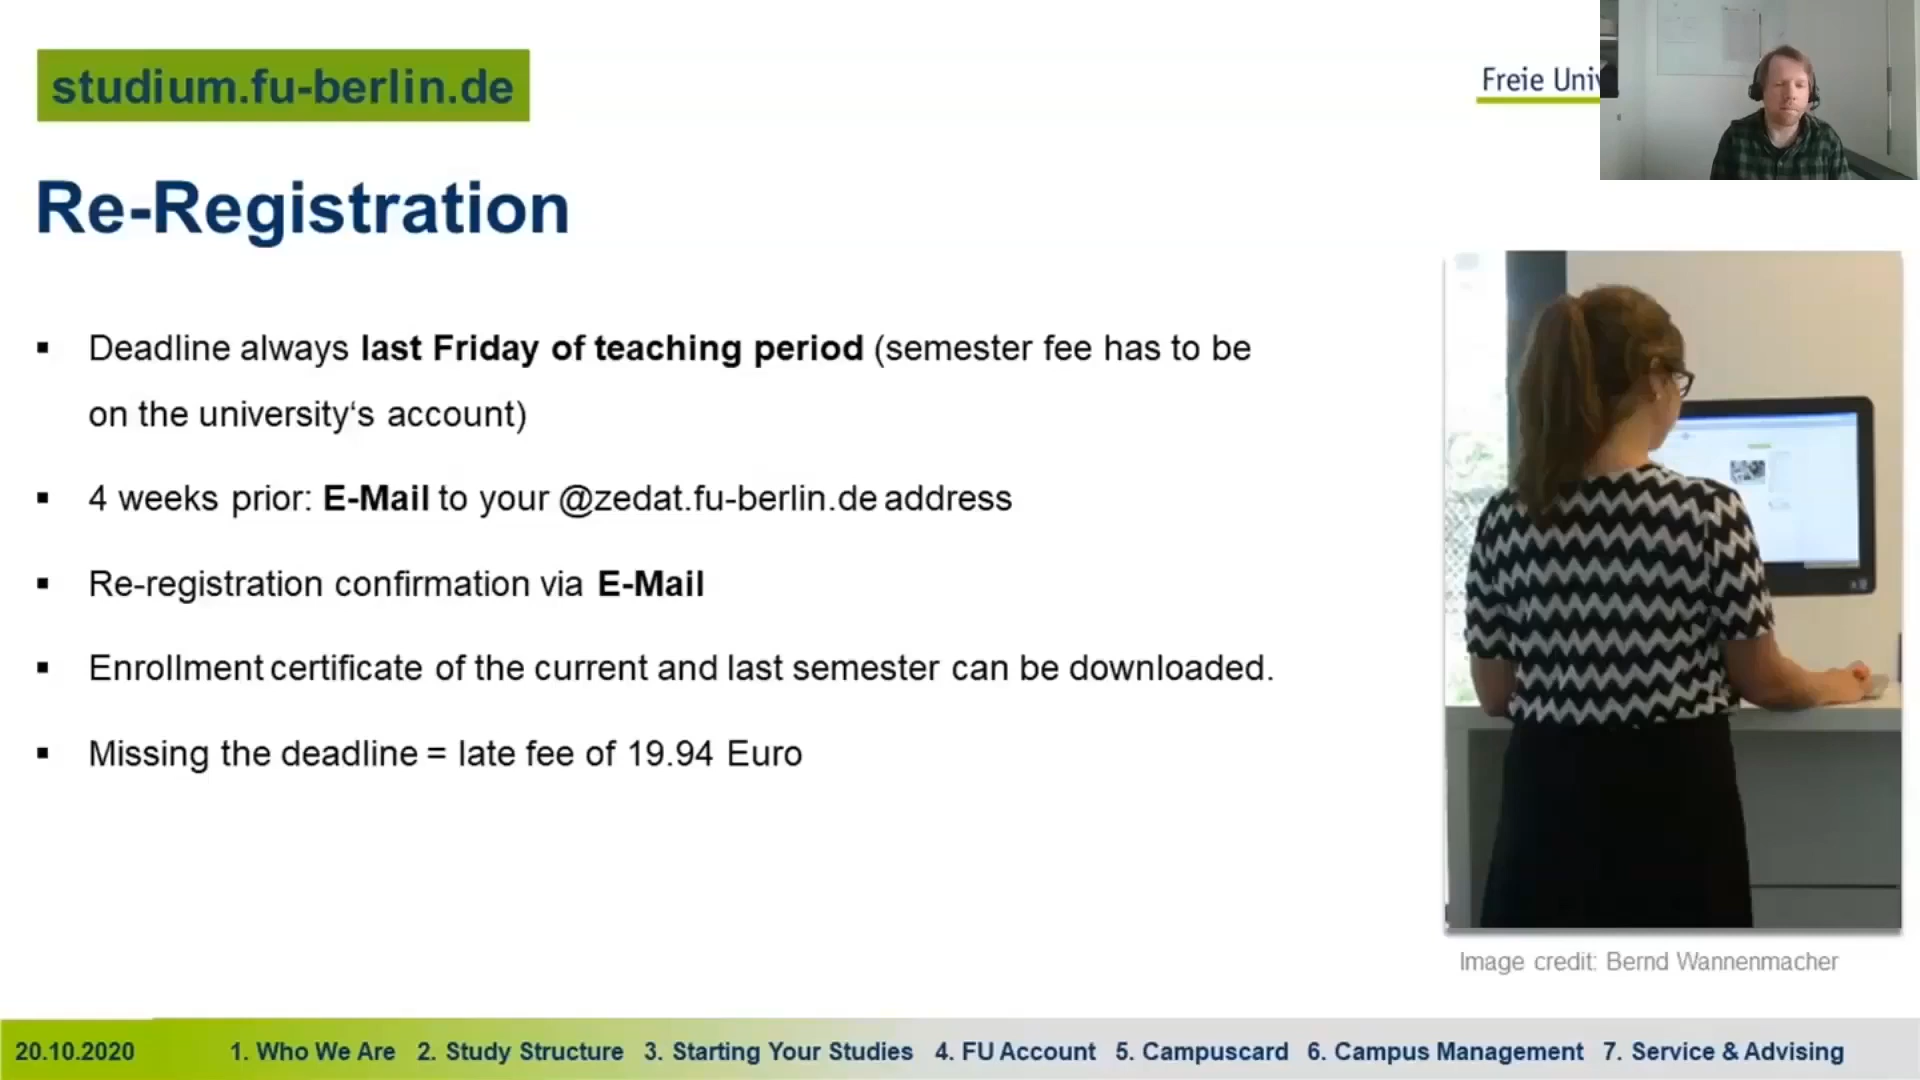 studium.fu-berlin.de
Freie
Re-Registration
▪ Deadline always last Friday of teaching period (semester fee has to be
on the university‘s account)
▪ 4 weeks prior: E-Mail to your @zedat.fu-berlin.de address
▪ Re-registration confirmation via E-Mail
▪ Enrollment certificate of the current and last semester can be downloaded.
▪ Missing the deadline = late fee of 19.94 Euro
Image credit: Bernd Wannenmacher
20.10.2020 1. Who We Are 2. Study Structure 3. Starting Your Studies 4. FU Account 5. Campuscard 6. Campus Management 7. Service & Advising